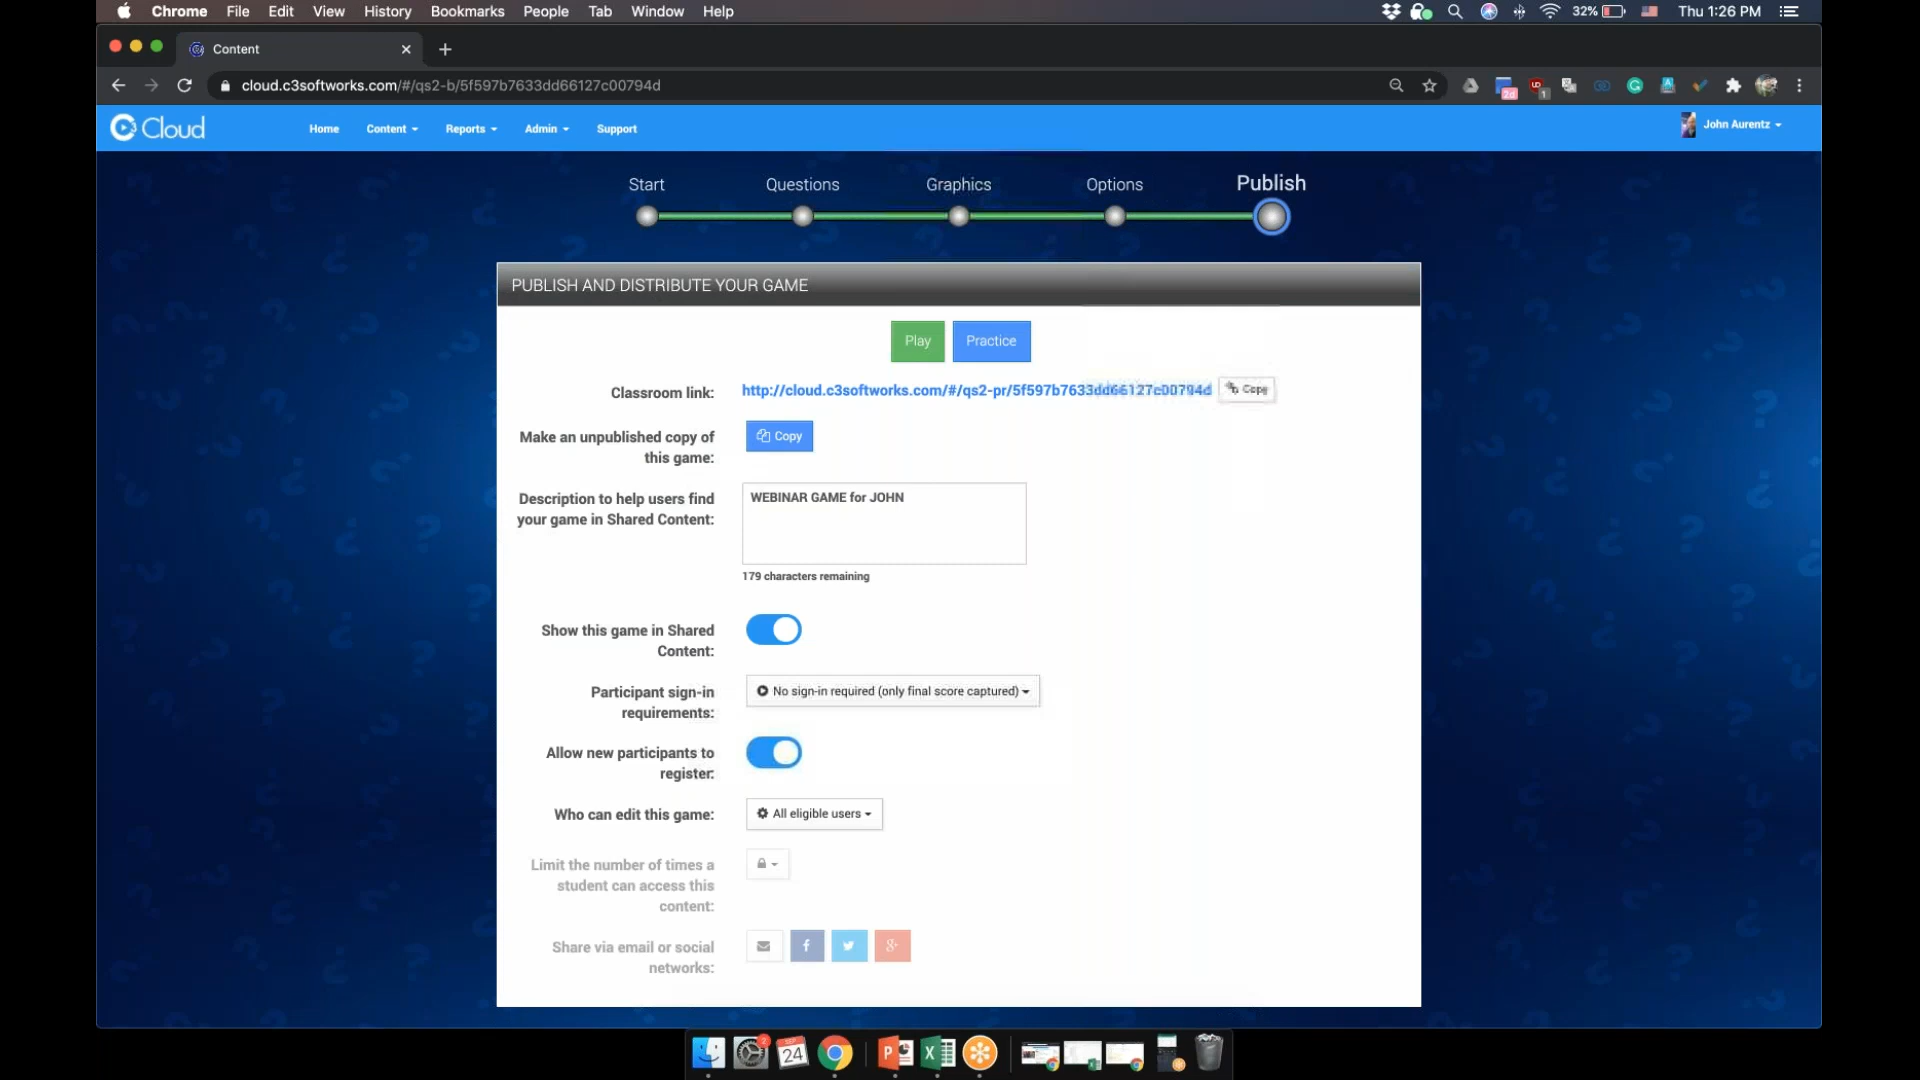 Chrome File Edit View History Bookmarks People Tab Window Help 32% Thu 1:26 PM
Content
cloud.c3softworks.com/#/qs2-b/5f597b7633dd66127c00794d
Cloud Home Content Reports Admin Support John Aurentz
Start Questions Graphics Options Publish
PUBLISH AND DISTRIBUTE YOUR GAME
Play Practice
Classroom link: http://cloud.c3softworks.com/#/qs2-pr/5f597b7633dd66127c00794d Copy
Make an unpublished copy of
this game:
Copy
Description to help users find
your game in Shared Content:
WEBINAR GAME for JOHN
179 characters remaining
Show this game in Shared
Content:
Participant sign-in
requirements:
No sign-in required (only final score captured)
Allow new participants to
register:
Who can edit this game: All eligible users
Limit the number of times a
student can access this
content:
Share via email or social
networks: